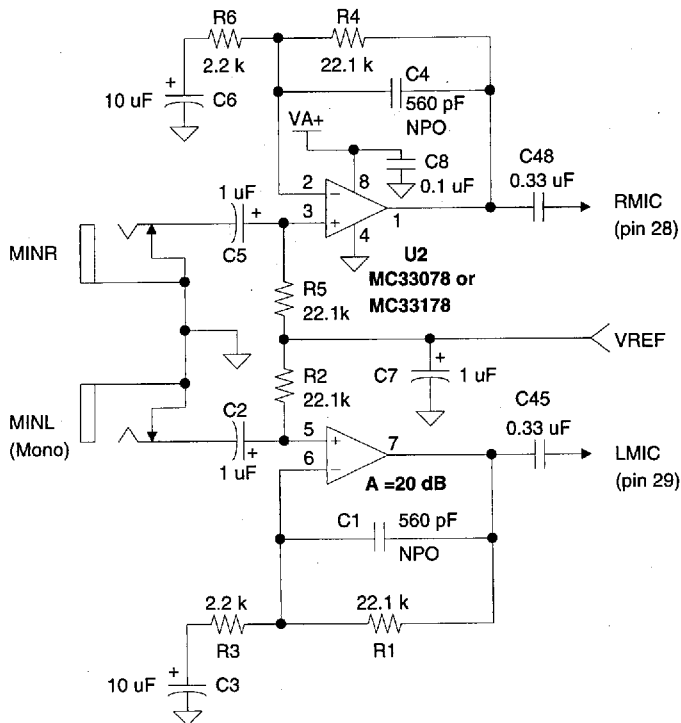 R6
R4
2.2 k
22.1 k
+
10 uF
C6
C4
560 pF
NPO
VA+
C8
0.1 uF
C48
0.33 uF
1 uF
+
C5
2
8
−
3
+
1
4
RMIC
(pin 28)
MINR
U2
MC33078 or
MC33178
R5
22.1k
VREF
R2
22.1k
+
C7
1 uF
C45
0.33 uF
MINL
(Mono)
C2
+
1 uF
5
+
7
6
−
A =20 dB
LMIC
(pin 29)
C1
560 pF
NPO
2.2 k
22.1 k
R3
R1
+
10 uF
C3